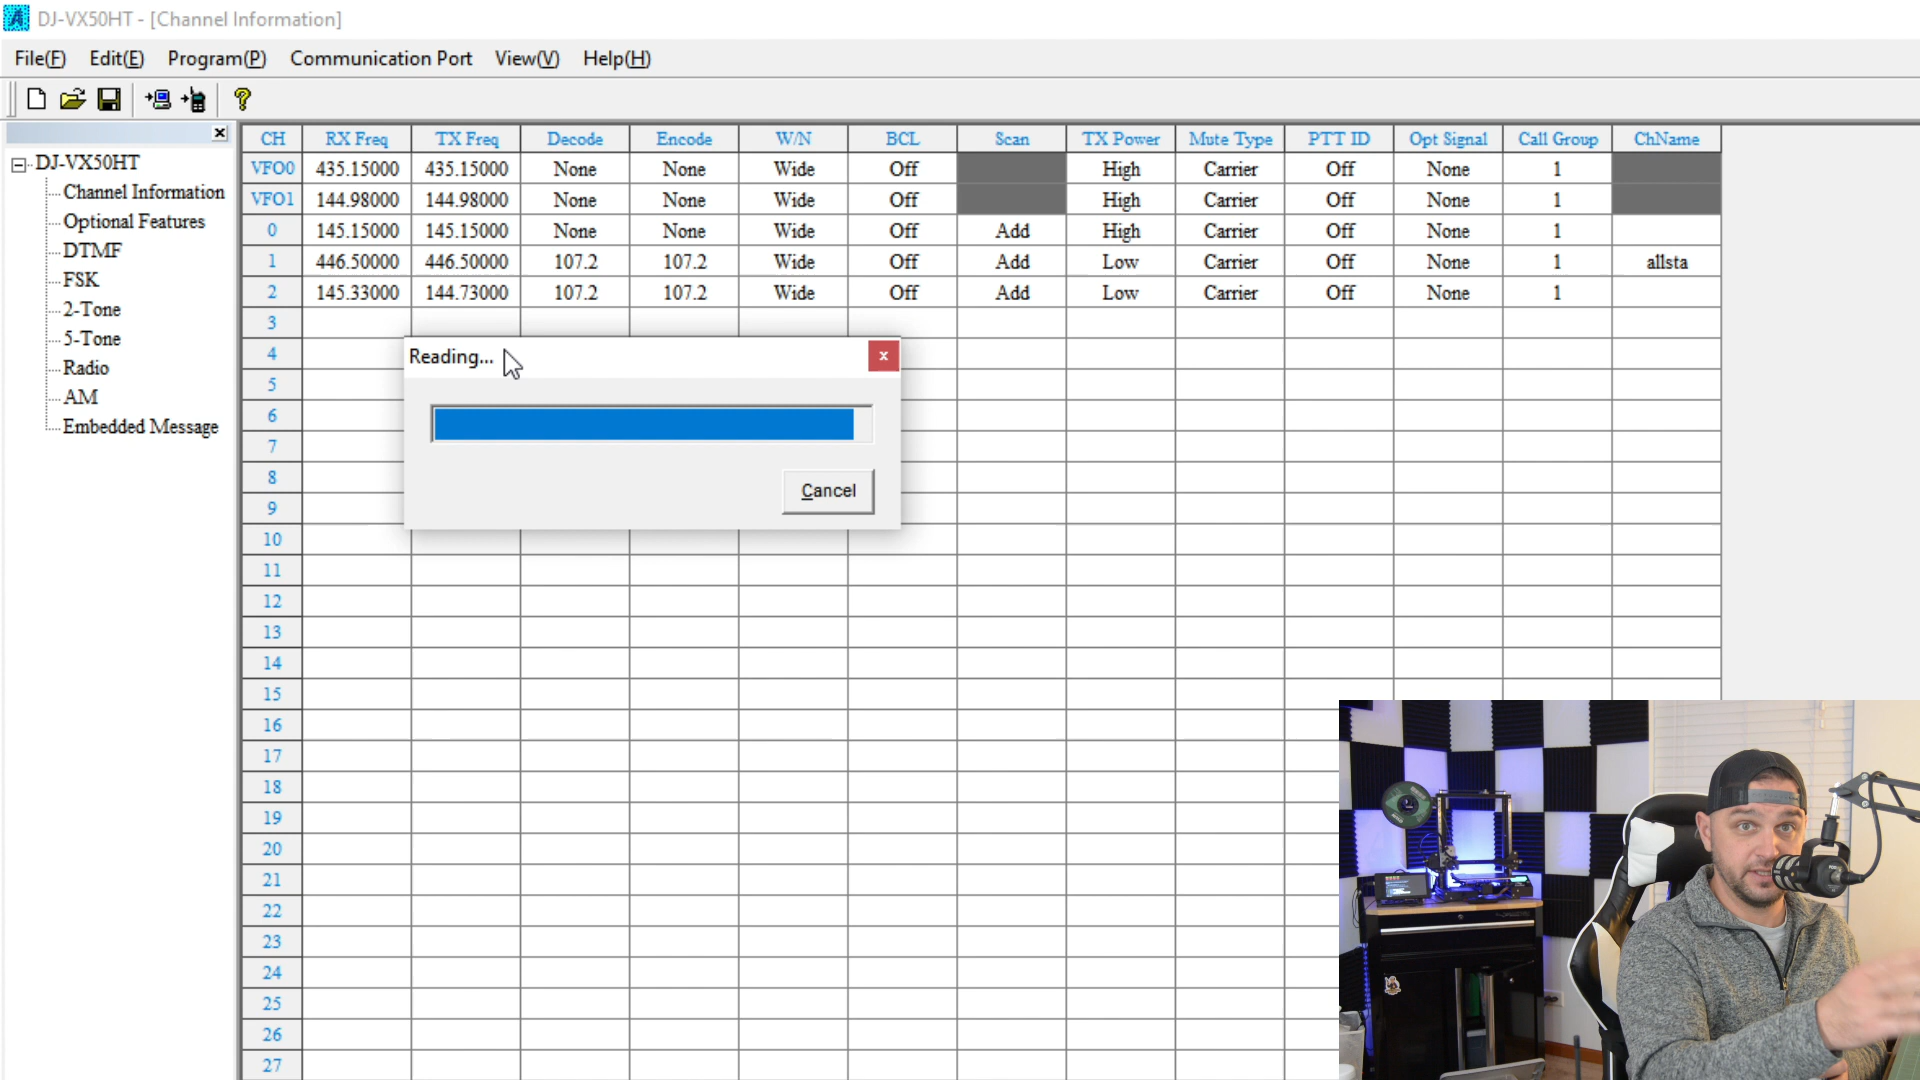 DJ-VX50HT - [Channel Information]
File(F) Edit(E) Program(P) Communication Port View(V) Help(H)
DJ-VX50HT
Channel Information
Optional Features
DTMF
FSK
2-Tone
5-Tone
Radio
AM
Embedded Message
CH RX Freq TX Freq Decode Encode W/N BCL Scan TX Power Mute Type PTT ID Opt Signal Call Group ChName
VFO0 435.15000 435.15000 None None Wide Off High Carrier Off None 1
VFO1 144.98000 144.98000 None None Wide Off High Carrier Off None 1
0 145.15000 145.15000 None None Wide Off Add High Carrier Off None 1
1 446.50000 446.50000 107.2 107.2 Wide Off Add Low Carrier Off None 1 allsta
2 145.33000 144.73000 107.2 107.2 Wide Off Add Low Carrier Off None 1
3
4
5
6
7
8
9
10
11
12
13
14
15
16
17
18
19
20
21
22
23
24
25
26
27
Reading...
Cancel